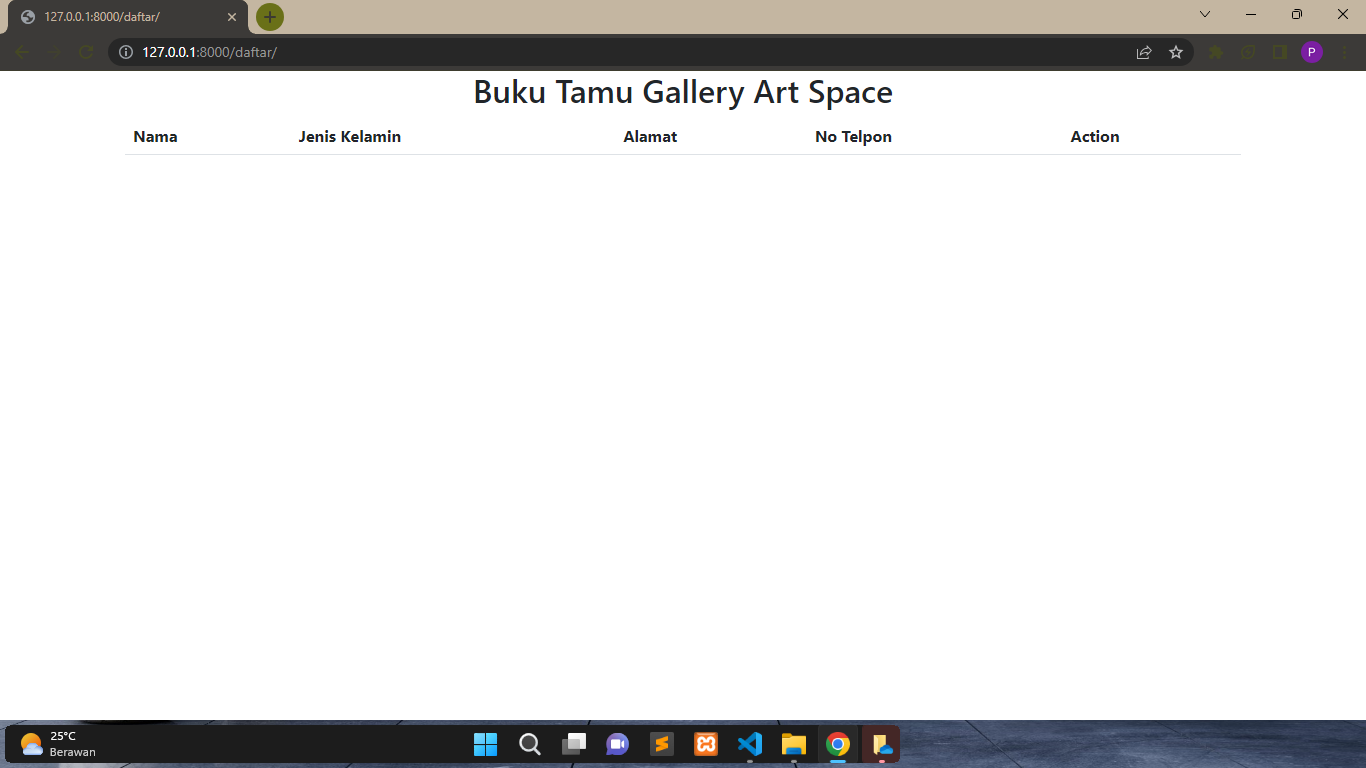 127.0.0.1:8000/daftar/
127.0.0.1:8000/daftar/
P
Buku Tamu Gallery Art Space
Nama Jenis Kelamin Alamat No Telpon Action
25°C
Berawan